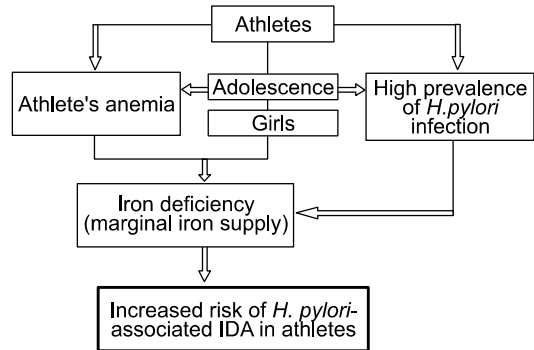 Athletes
Athlete's anemia
Adolescence
Girls
High prevalence
of H.pylori
infection
Iron deficiency
(marginal iron supply)
Increased risk of H. pylori-
associated IDA in athletes